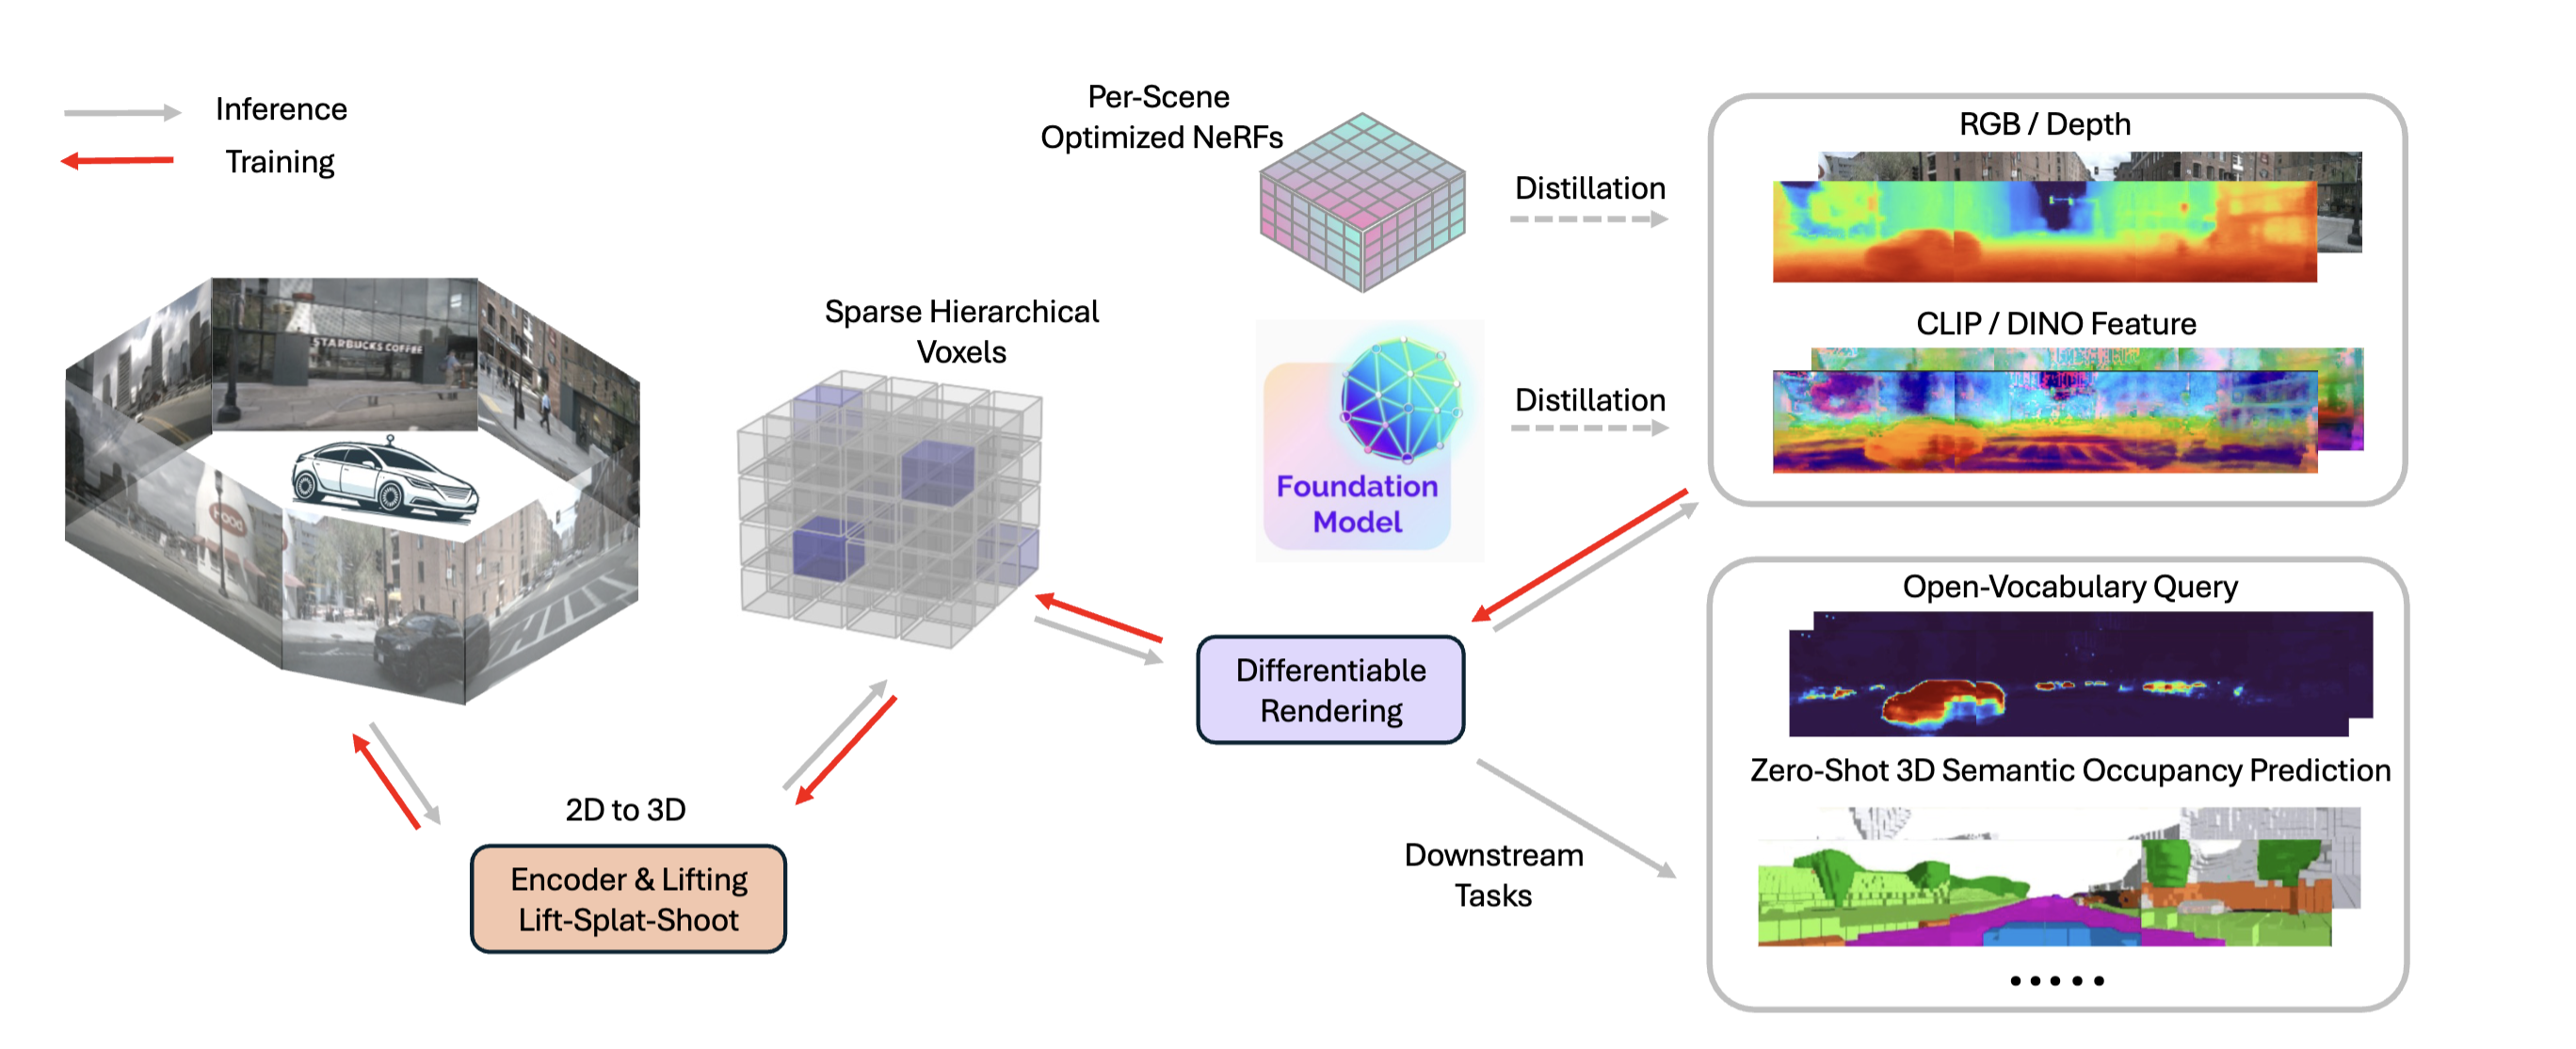 Inference
Training
Per-Scene
Optimized NeRFs
Distillation
RGB / Depth
CLIP / DINO Feature
Distillation
Foundation
Model
Sparse Hierarchical
Voxels
STARBUCKS COFFEE
HOOD
Differentiable
Rendering
2D to 3D
Encoder & Lifting
Lift-Splat-Shoot
Downstream
Tasks
Open-Vocabulary Query
Zero-Shot 3D Semantic Occupancy Prediction
.....